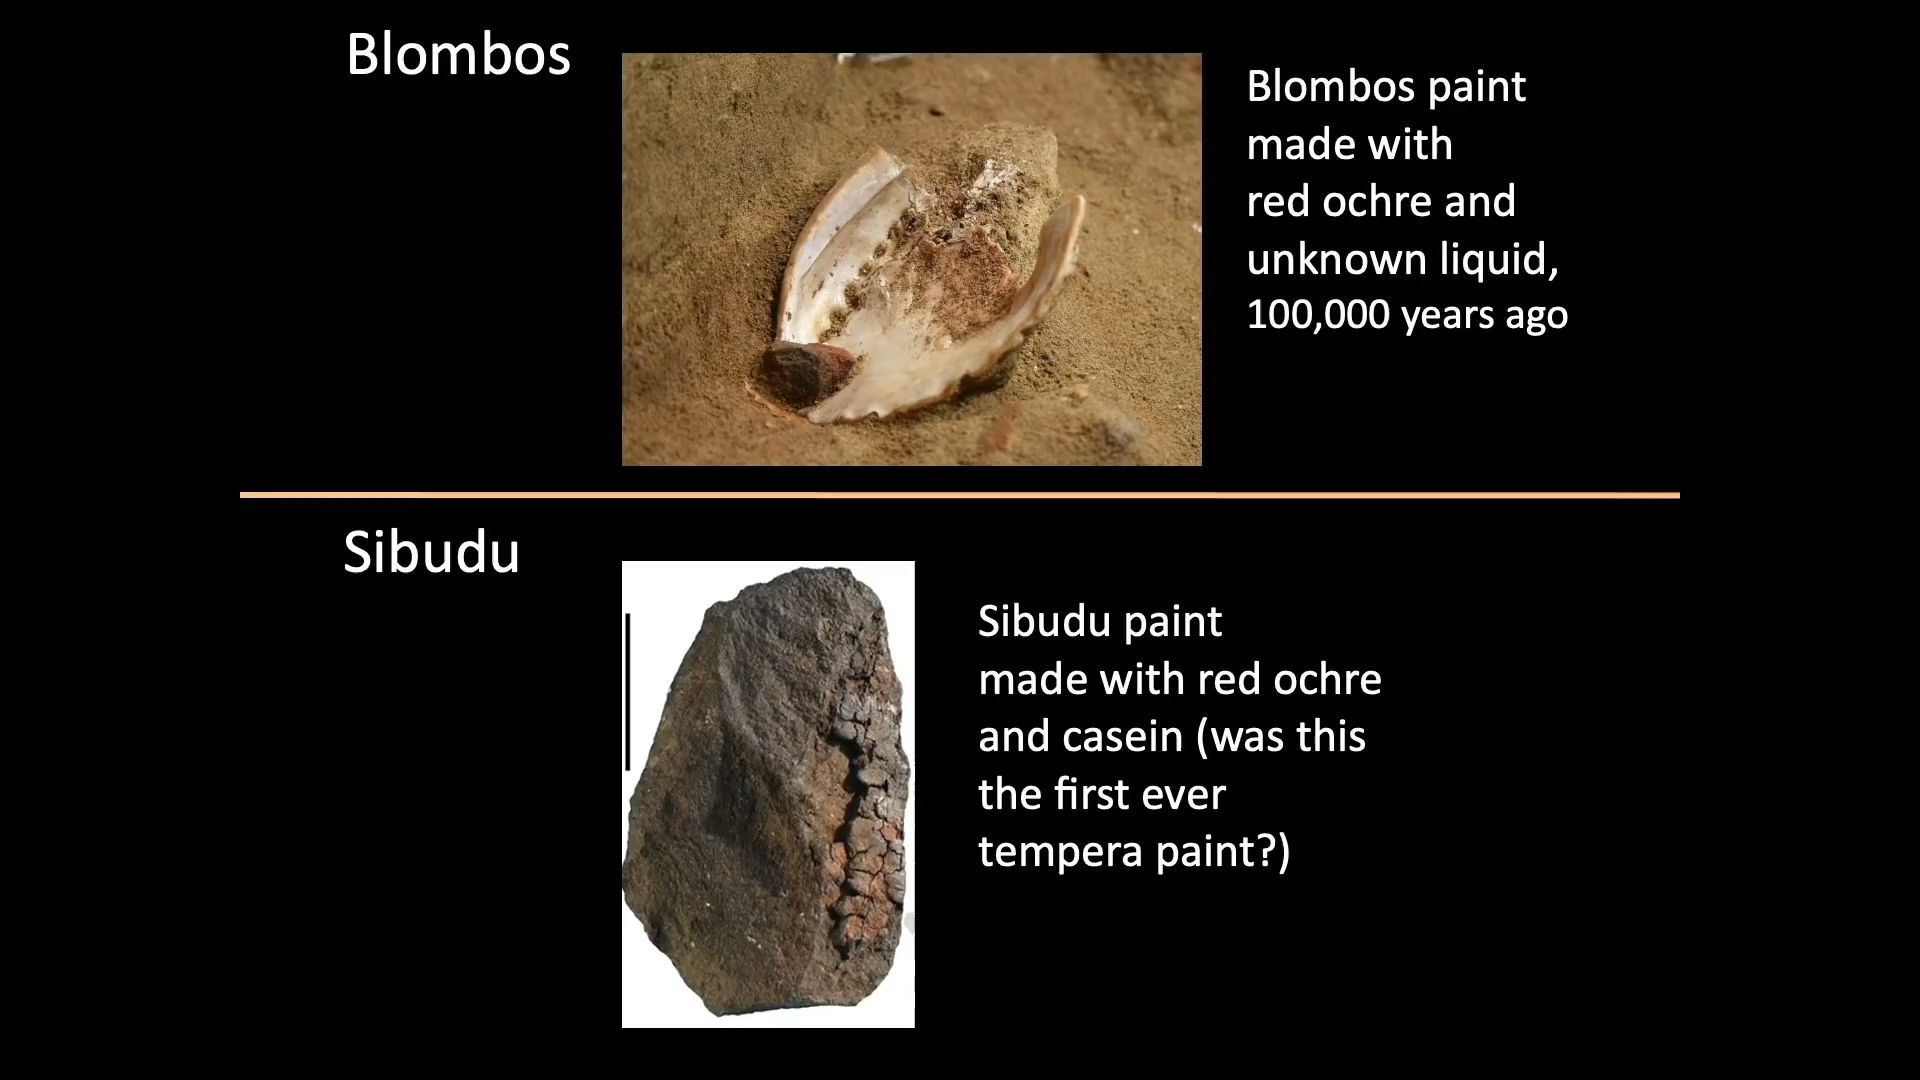 Blombos
Blombos paint
made with
red ochre and
unknown liquid,
100,000 years ago
Sibudu
Sibudu paint
made with red ochre
and casein (was this
the first ever
tempera paint?)